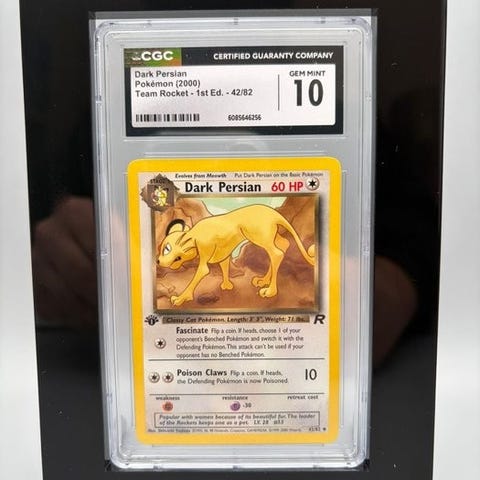 CGC
CERTIFIED GUARANTY COMPANY
Dark Persian
Pokémon (2000)
Team Rocket - 1st Ed. - 42/82
GEM MINT
10
6085646256
Evolves from Meowth Put Dark Persian on the Basic Pokémon
STAGE 1
Dark Persian 60 HP
Classy Cat Pokémon. Length: 3' 3", Weight: 71 lbs.
R
Fascinate Flip a coin. If heads, choose 1 of your
opponent's Benched Pokémon and switch it with the
Defending Pokémon. This attack can't be used if your
opponent has no Benched Pokémon.
Poison Claws Flip a coin. If heads,
the Defending Pokémon is now Poisoned.
10
weakness resistance retreat cost
-30
Popular with women because of its beautiful fur. The leader
of the Rockets keeps one as a pet. LV. 28 #53
42/82